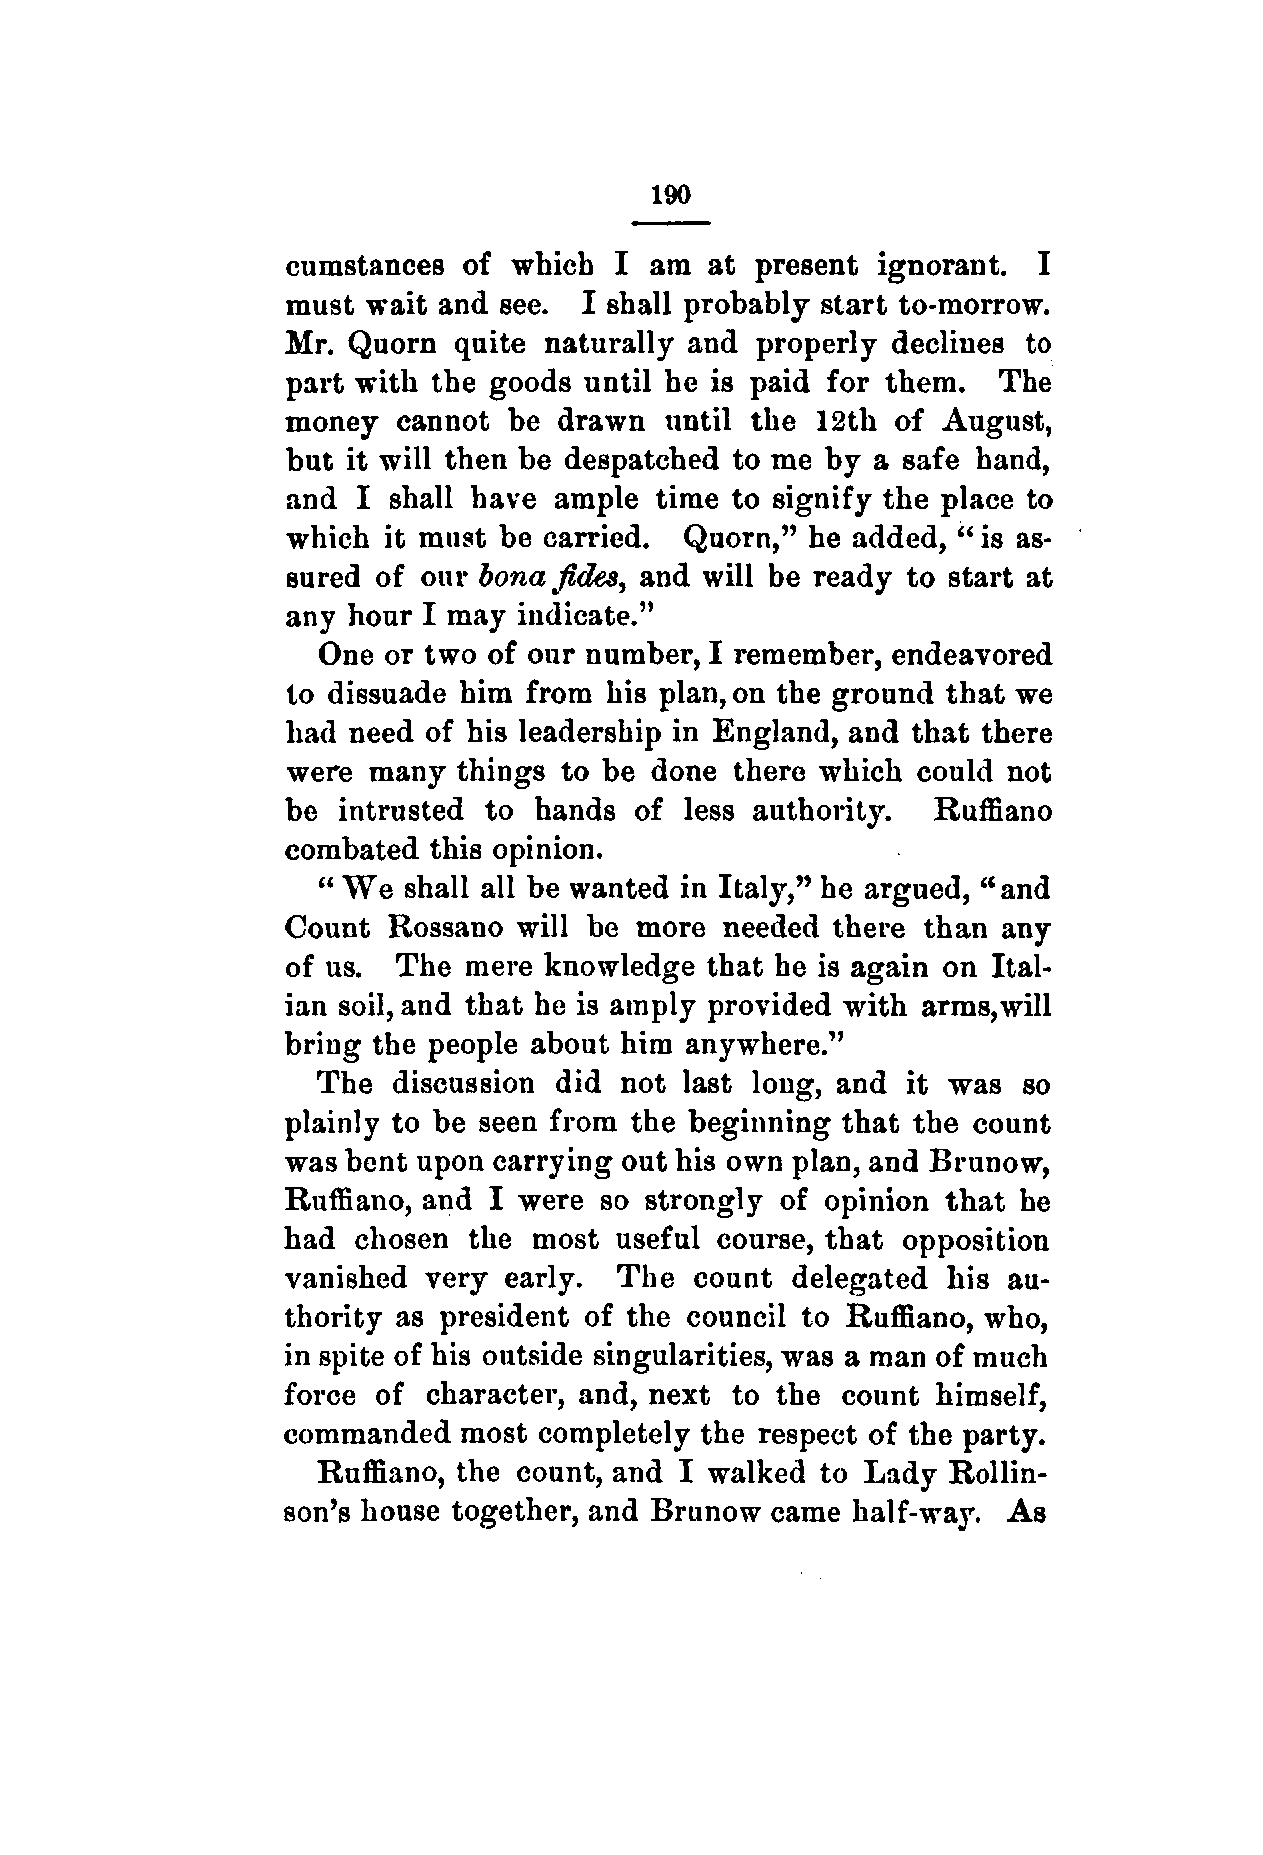 190
cumstances of which I am at present ignorant. I
must wait and see. I shall probably start to-morrow.
Mr. Quorn quite naturally and properly declines to
part with the goods until he is paid for them. The
money cannot be drawn until the 12th of August,
but it will then be despatched to me by a safe hand,
and I shall have ample time to signify the place to
which it must be carried. Quorn," he added, "is as-
sured of our bona fides, and will be ready to start at
any hour I may indicate."
One or two of our number, I remember, endeavored
to dissuade him from his plan, on the ground that we
had need of his leadership in England, and that there
were many things to be done there which could not
be intrusted to hands of less authority. Ruffiano
combated this opinion.
"We shall all be wanted in Italy," he argued, "and
Count Rossano will be more needed there than any
of us. The mere knowledge that he is again on Ital-
ian soil, and that he is amply provided with arms, will
bring the people about him anywhere."
The discussion did not last long, and it was so
plainly to be seen from the beginning that the count
was bent upon carrying out his own plan, and Brunow,
Ruffiano, and I were so strongly of opinion that he
had chosen the most useful course, that opposition
vanished very early. The count delegated his au-
thority as president of the council to Ruffiano, who,
in spite of his outside singularities, was a man of much
force of character, and, next to the count himself,
commanded most completely the respect of the party.
Ruffiano, the count, and I walked to Lady Rollin-
son's house together, and Brunow came half-way. As